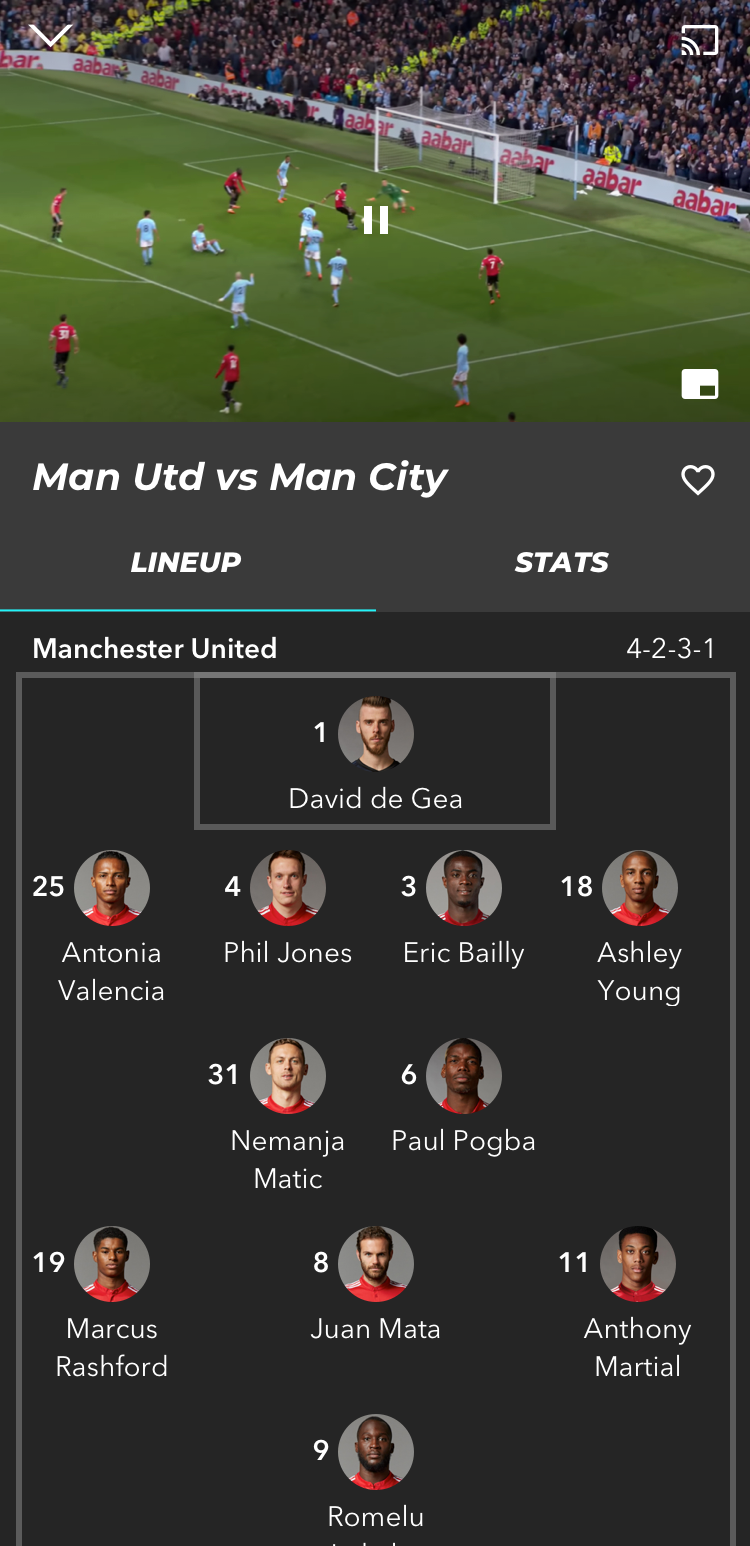 aabar
aabar
aabar
aabar
aabar
aabar
aabar
Man Utd vs Man City
LINEUP STATS
Manchester United 4-2-3-1
1
David de Gea
25 4 3 18
Antonia Phil Jones Eric Bailly Ashley
Valencia Young
31 6
Nemanja Paul Pogba
Matic
19 8 11
Marcus Juan Mata Anthony
Rashford Martial
9
Romelu